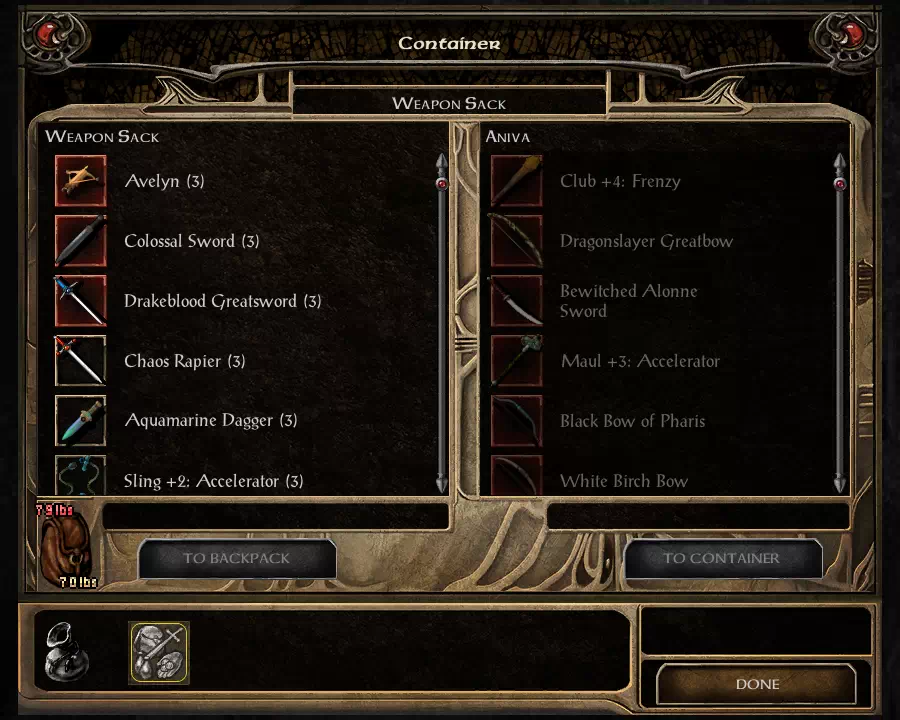 Container
Weapon Sack
Weapon Sack
Avelyn (3)
Colossal Sword (3)
Drakeblood Greatsword (3)
Chaos Rapier (3)
Aquamarine Dagger (3)
Sling +2: Accelerator (3)
Aniva
Club +4: Frenzy
Dragonslayer Greatbow
Bewitched Alonne
Sword
Maul +3: Accelerator
Black Bow of Pharis
White Birch Bow
79 lbs
70 lbs
TO BACKPACK
TO CONTAINER
DONE